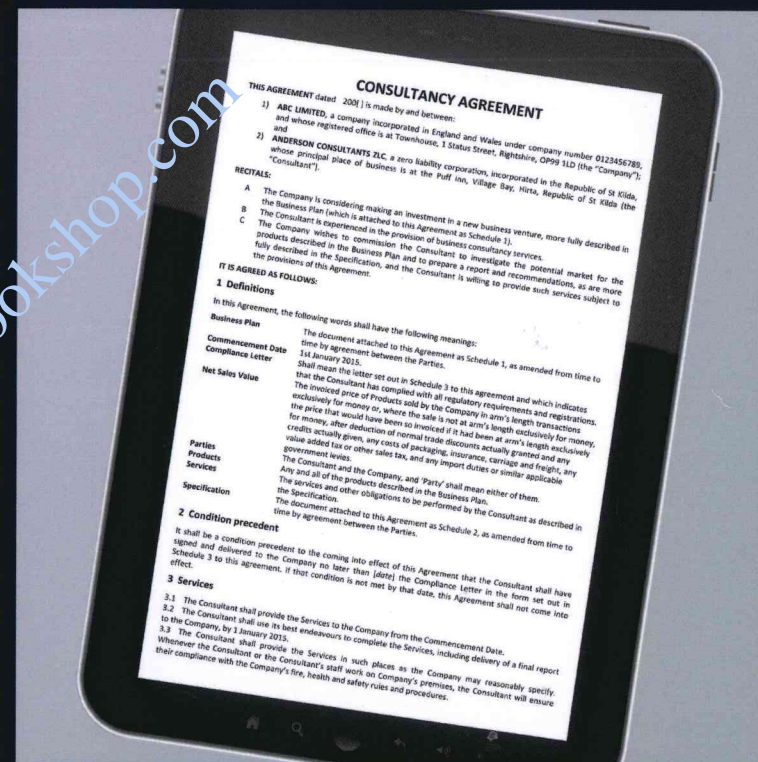 ookshop.com
CONSULTANCY AGREEMENT
THIS AGREEMENT dated 200[ ] is made by and between:
1) ABC LIMITED, a company incorporated in England and Wales under company number 0123456789,
and whose registered office is at Townhouse, 1 Status Street, Rightshire, OP99 1LD (the "Company");
and
2) ANDERSON CONSULTANTS ZLC, a zero liability corporation, incorporated in the Republic of St Kilda,
whose principal place of business is at the Puff Inn, Village Bay, Hirta, Republic of St Kilda (the
"Consultant").
RECITALS:
A The Company is considering making an investment in a new business venture, more fully described in
the Business Plan (which is attached to this Agreement as Schedule 1).
B The Consultant is experienced in the provision of business consultancy services.
C The Company wishes to commission the Consultant to investigate the potential market for the
products described in the Business Plan and to prepare a report and recommendations, as are more
fully described in the Specification, and the Consultant is willing to provide such services subject to
the provisions of this Agreement.
IT IS AGREED AS FOLLOWS:
1 Definitions
In this Agreement, the following words shall have the following meanings:
Business Plan The document attached to this Agreement as Schedule 1, as amended from time to
time by agreement between the Parties.
Commencement Date 1st January 2015.
Compliance Letter Shall mean the letter set out in Schedule 3 to this agreement and which indicates
that the Consultant has complied with all regulatory requirements and registrations.
Net Sales Value The invoiced price of Products sold by the Company in arm's length transactions
exclusively for money or, where the sale is not at arm's length exclusively for money,
the price that would have been so invoiced if it had been at arm's length exclusively
for money, after deduction of normal trade discounts actually granted and any
credits actually given, any costs of packaging, insurance, carriage and freight, any
value added tax or other sales tax, and any import duties or similar applicable
government levies.
Parties The Consultant and the Company, and 'Party' shall mean either of them.
Products Any and all of the products described in the Business Plan.
Services The services and other obligations to be performed by the Consultant as described in
the Specification.
Specification The document attached to this Agreement as Schedule 2, as amended from time to
time by agreement between the Parties.
2 Condition precedent
It shall be a condition precedent to the coming into effect of this Agreement that the Consultant shall have
signed and delivered to the Company no later than [date] the Compliance Letter in the form set out in
Schedule 3 to this agreement. If that condition is not met by that date, this Agreement shall not come into
effect.
3 Services
3.1 The Consultant shall provide the Services to the Company from the Commencement Date.
3.2 The Consultant shall use its best endeavours to complete the Services, including delivery of a final report
to the Company, by 1 January 2015.
3.3 The Consultant shall provide the Services in such places as the Company may reasonably specify.
Whenever the Consultant or the Consultant's staff work on Company's premises, the Consultant will ensure
their compliance with the Company's fire, health and safety rules and procedures.